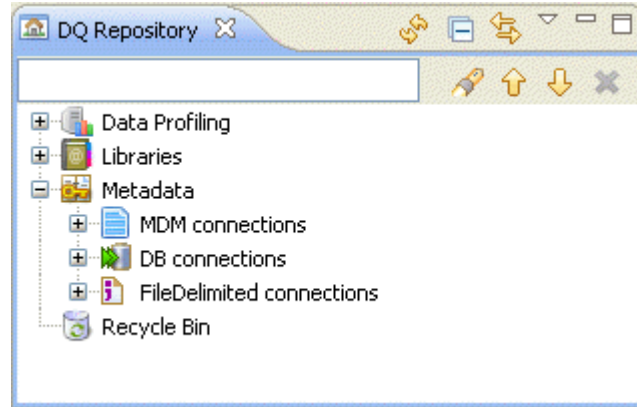 DQ Repository
Data Profiling
Libraries
Metadata
MDM connections
DB connections
FileDelimited connections
Recycle Bin